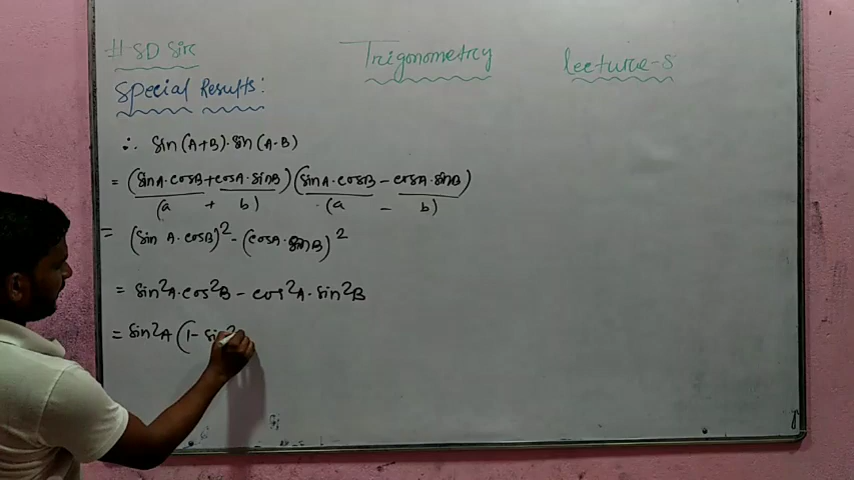 #-SD Sir Trigonometry lecture-5
Special Results:
∴ Sin(A+B)·Sin(A-B)
= (SinA·cosB+cosA·sinB)(SinA·cosB - cosA·sinB)
(a + b) (a - b)
= (Sin A·cosB)² - (cosA·sinB)²
= Sin²A·cos²B - cos²A·Sin²B
= Sin²A(1- Sin²